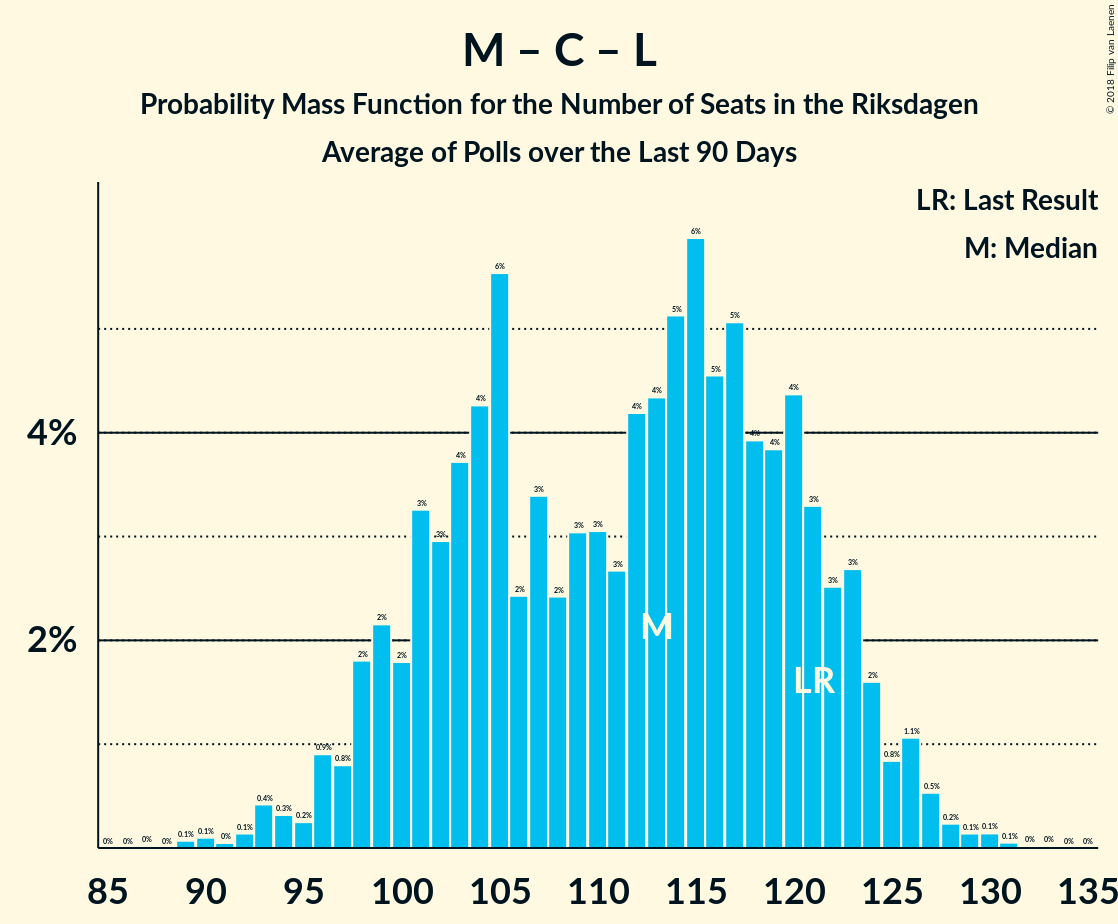 M – C – L
Probability Mass Function for the Number of Seats in the Riksdagen
Average of Polls over the Last 90 Days
© 2018 Filip van Laenen
LR: Last Result
M: Median
4%
2%
0% 0% 0% 0% 0.1% 0.1% 0% 0.1% 0.4% 0.3% 0.2% 0.9% 0.8% 2% 2% 2% 3% 3% 4% 4% 6% 2% 3% 2% 3% 3% 3% 4% 4% 5% 6% 5% 5% 4% 4% 4% 3% 3% 3% 2% 0.8% 1.1% 0.5% 0.2% 0.1% 0.1% 0.1% 0% 0% 0% 0%
M
LR
85 90 95 100 105 110 115 120 125 130 135